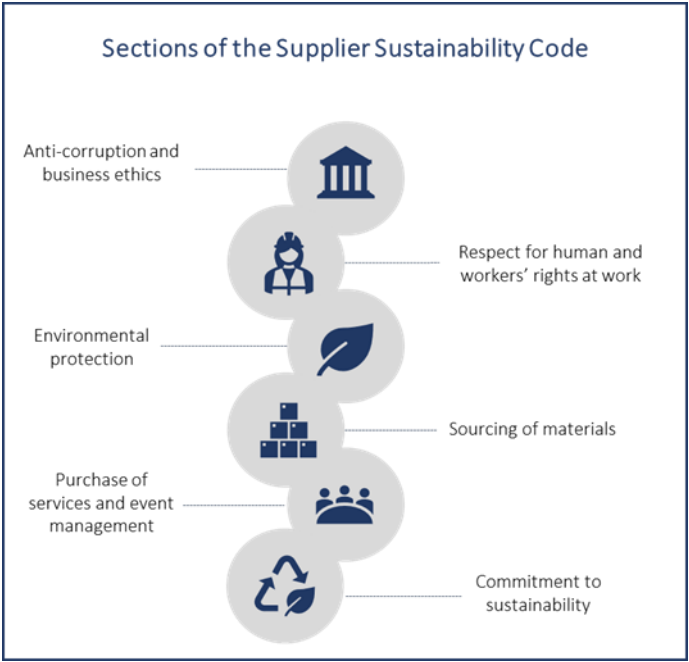 Sections of the Supplier Sustainability Code
Anti-corruption and
business ethics
Respect for human and
workers’ rights at work
Environmental
protection
Sourcing of materials
Purchase of
services and event
management
Commitment to
sustainability